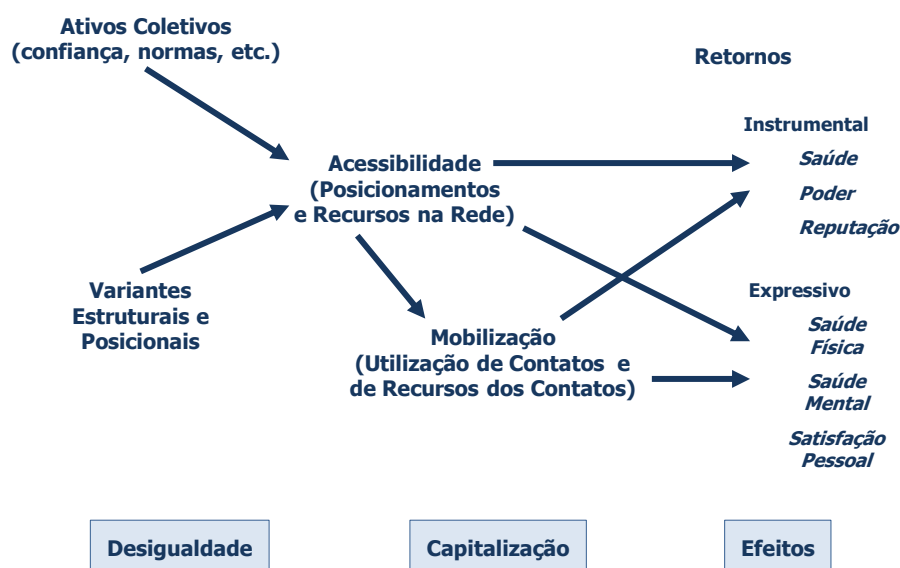 Ativos Coletivos
(confiança, normas, etc.)
Retornos
Instrumental
Saúde
Poder
Reputação
Acessibilidade
(Posicionamentos
e Recursos na Rede)
Variantes
Estruturais e
Posicionais
Mobilização
(Utilização de Contatos e
de Recursos dos Contatos)
Expressivo
Saúde
Física
Saúde
Mental
Satisfação
Pessoal
Desigualdade
Capitalização
Efeitos